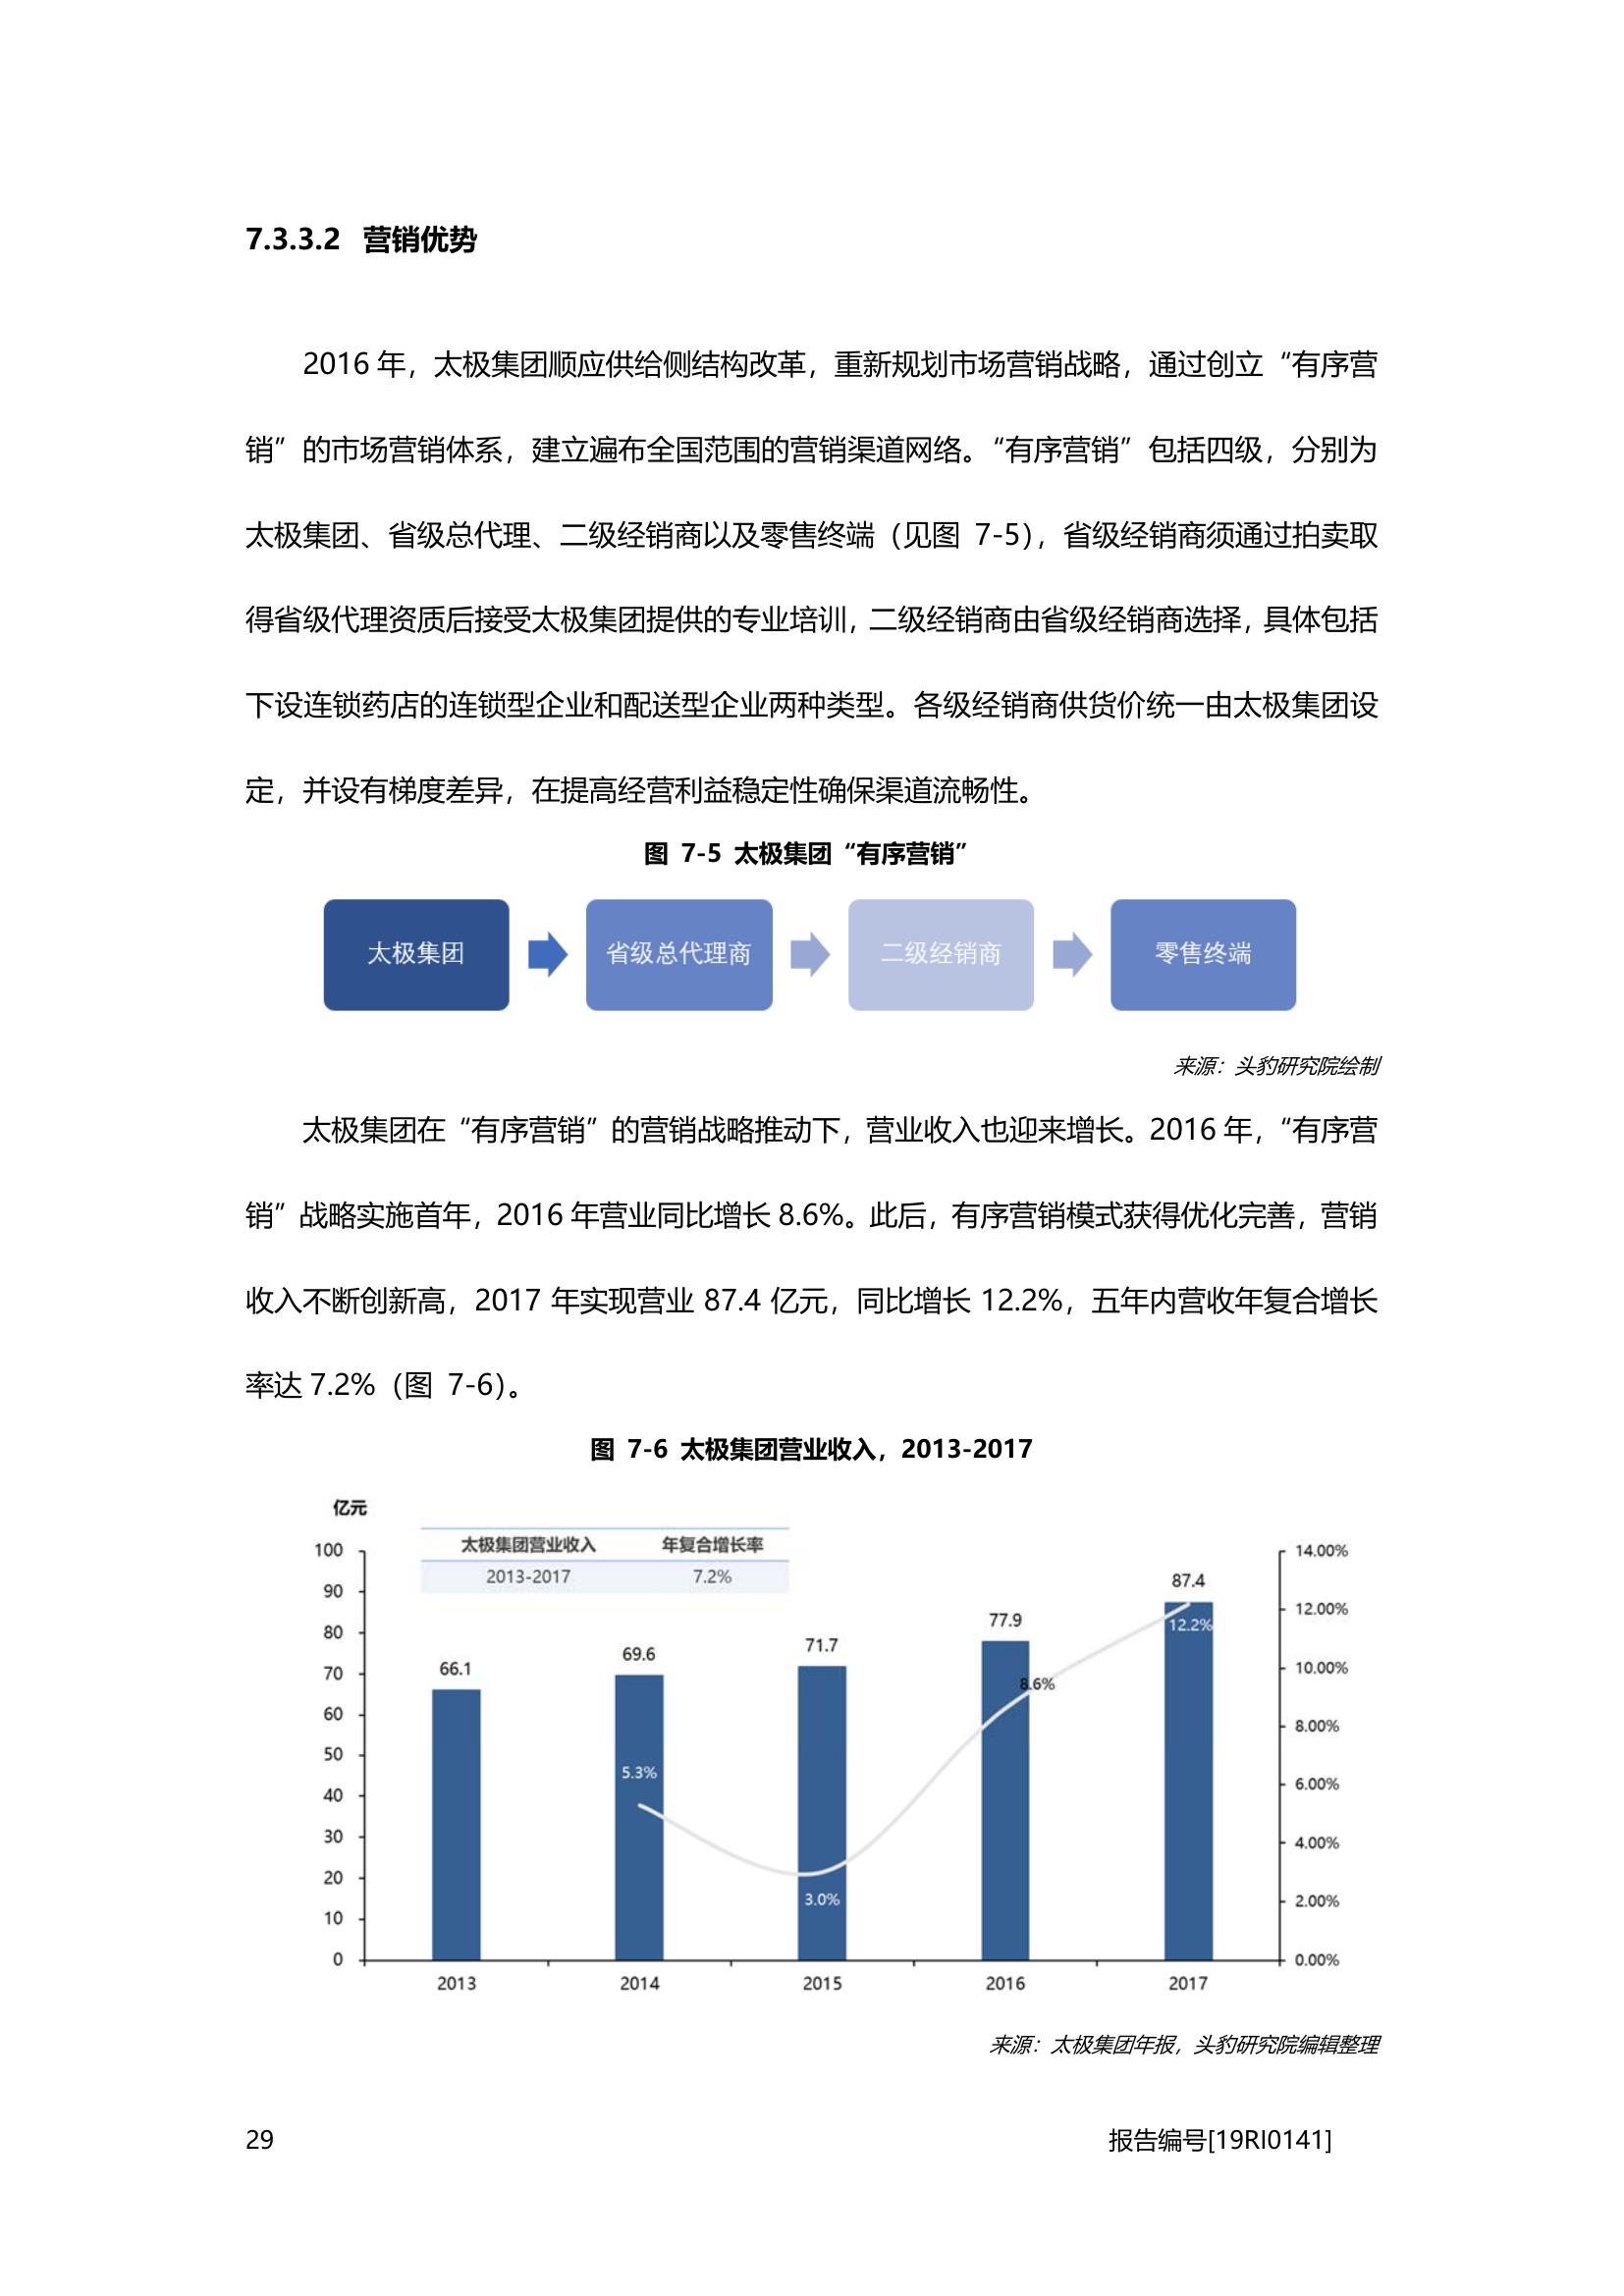 7.3.3.2 营销优势
2016 年，太极集团顺应供给侧结构改革，重新规划市场营销战略，通过创立“有序营
销”的市场营销体系，建立遍布全国范围的营销渠道网络。“有序营销”包括四级，分别为
太极集团、省级总代理、二级经销商以及零售终端（见图 7-5），省级经销商须通过拍卖取
得省级代理资质后接受太极集团提供的专业培训，二级经销商由省级经销商选择，具体包括
下设连锁药店的连锁型企业和配送型企业两种类型。各级经销商供货价统一由太极集团设
定，并设有梯度差异，在提高经营利益稳定性确保渠道流畅性。
图 7-5 太极集团“有序营销”
太极集团 省级总代理商 二级经销商 零售终端
来源：头豹研究院绘制
太极集团在“有序营销”的营销战略推动下，营业收入也迎来增长。2016 年，“有序营
销”战略实施首年，2016 年营业同比增长 8.6%。此后，有序营销模式获得优化完善，营销
收入不断创新高，2017 年实现营业 87.4 亿元，同比增长 12.2%，五年内营收年复合增长
率达 7.2%（图 7-6）。
图 7-6 太极集团营业收入，2013-2017
亿元
太极集团营业收入 年复合增长率
2013-2017 7.2%
100 14.00%
90
80 12.00%
70 10.00%
60 8.00%
50
40 6.00%
30 4.00%
20 2.00%
10
0 0.00%
66.1 69.6 71.7 77.9 87.4
5.3% 3.0% 8.6% 12.2%
2013 2014 2015 2016 2017
来源：太极集团年报，头豹研究院编辑整理
29 报告编号[19RI0141]